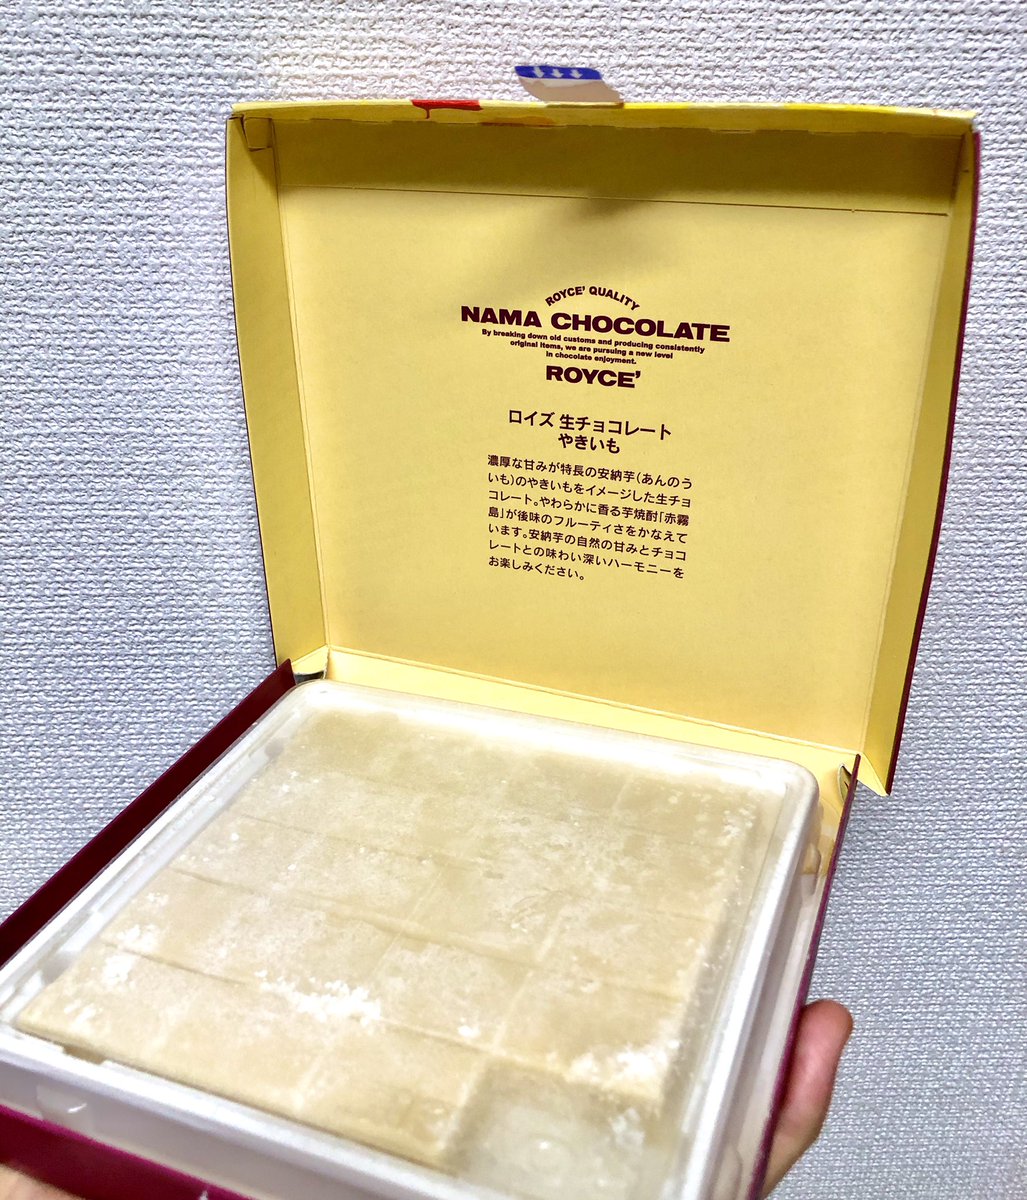 ROYCE' QUALITY
NAMA CHOCOLATE
By breaking down old customs and producing consistently
original items, we are pursuing a new level
in chocolate enjoyment.
ROYCE'
ロイズ 生チョコレート
やきいも
濃厚な甘みが特長の安納芋(あんのう
いも)のやきいもをイメージした生チョ
コレート。やわらかに香る芋焼酎「赤霧
島」が後味のフルーティさをかなえて
います。安納芋の自然の甘みとチョコ
レートとの味わい深いハーモニーを
お楽しみください。